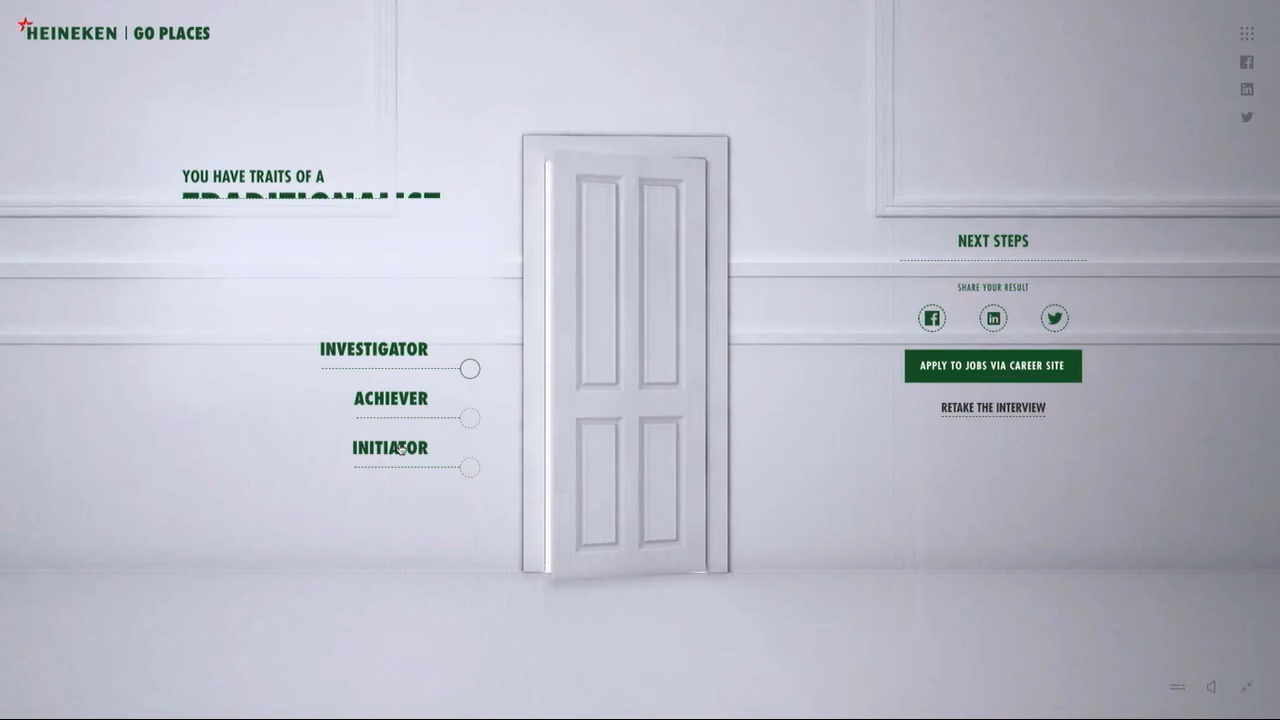 HEINEKEN | GO PLACES
YOU HAVE TRAITS OF A
TRADITIONALIST
INVESTIGATOR
ACHIEVER
INITIATOR
NEXT STEPS
SHARE YOUR RESULT
APPLY TO JOBS VIA CAREER SITE
RETAKE THE INTERVIEW